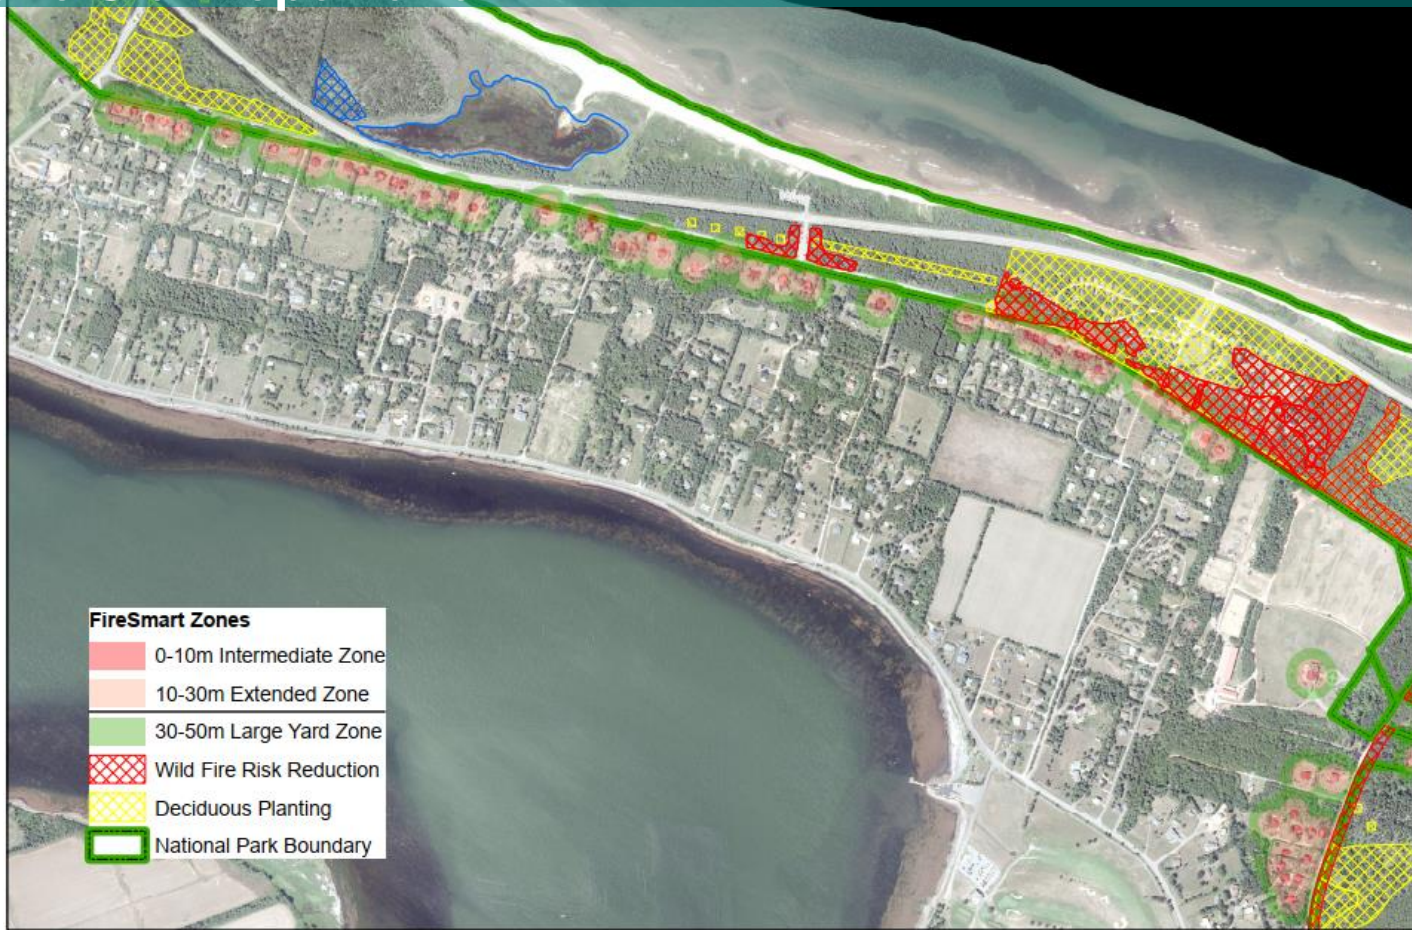 FireSmart Zones
0-10m Intermediate Zone
10-30m Extended Zone
30-50m Large Yard Zone
Wild Fire Risk Reduction
Deciduous Planting
National Park Boundary